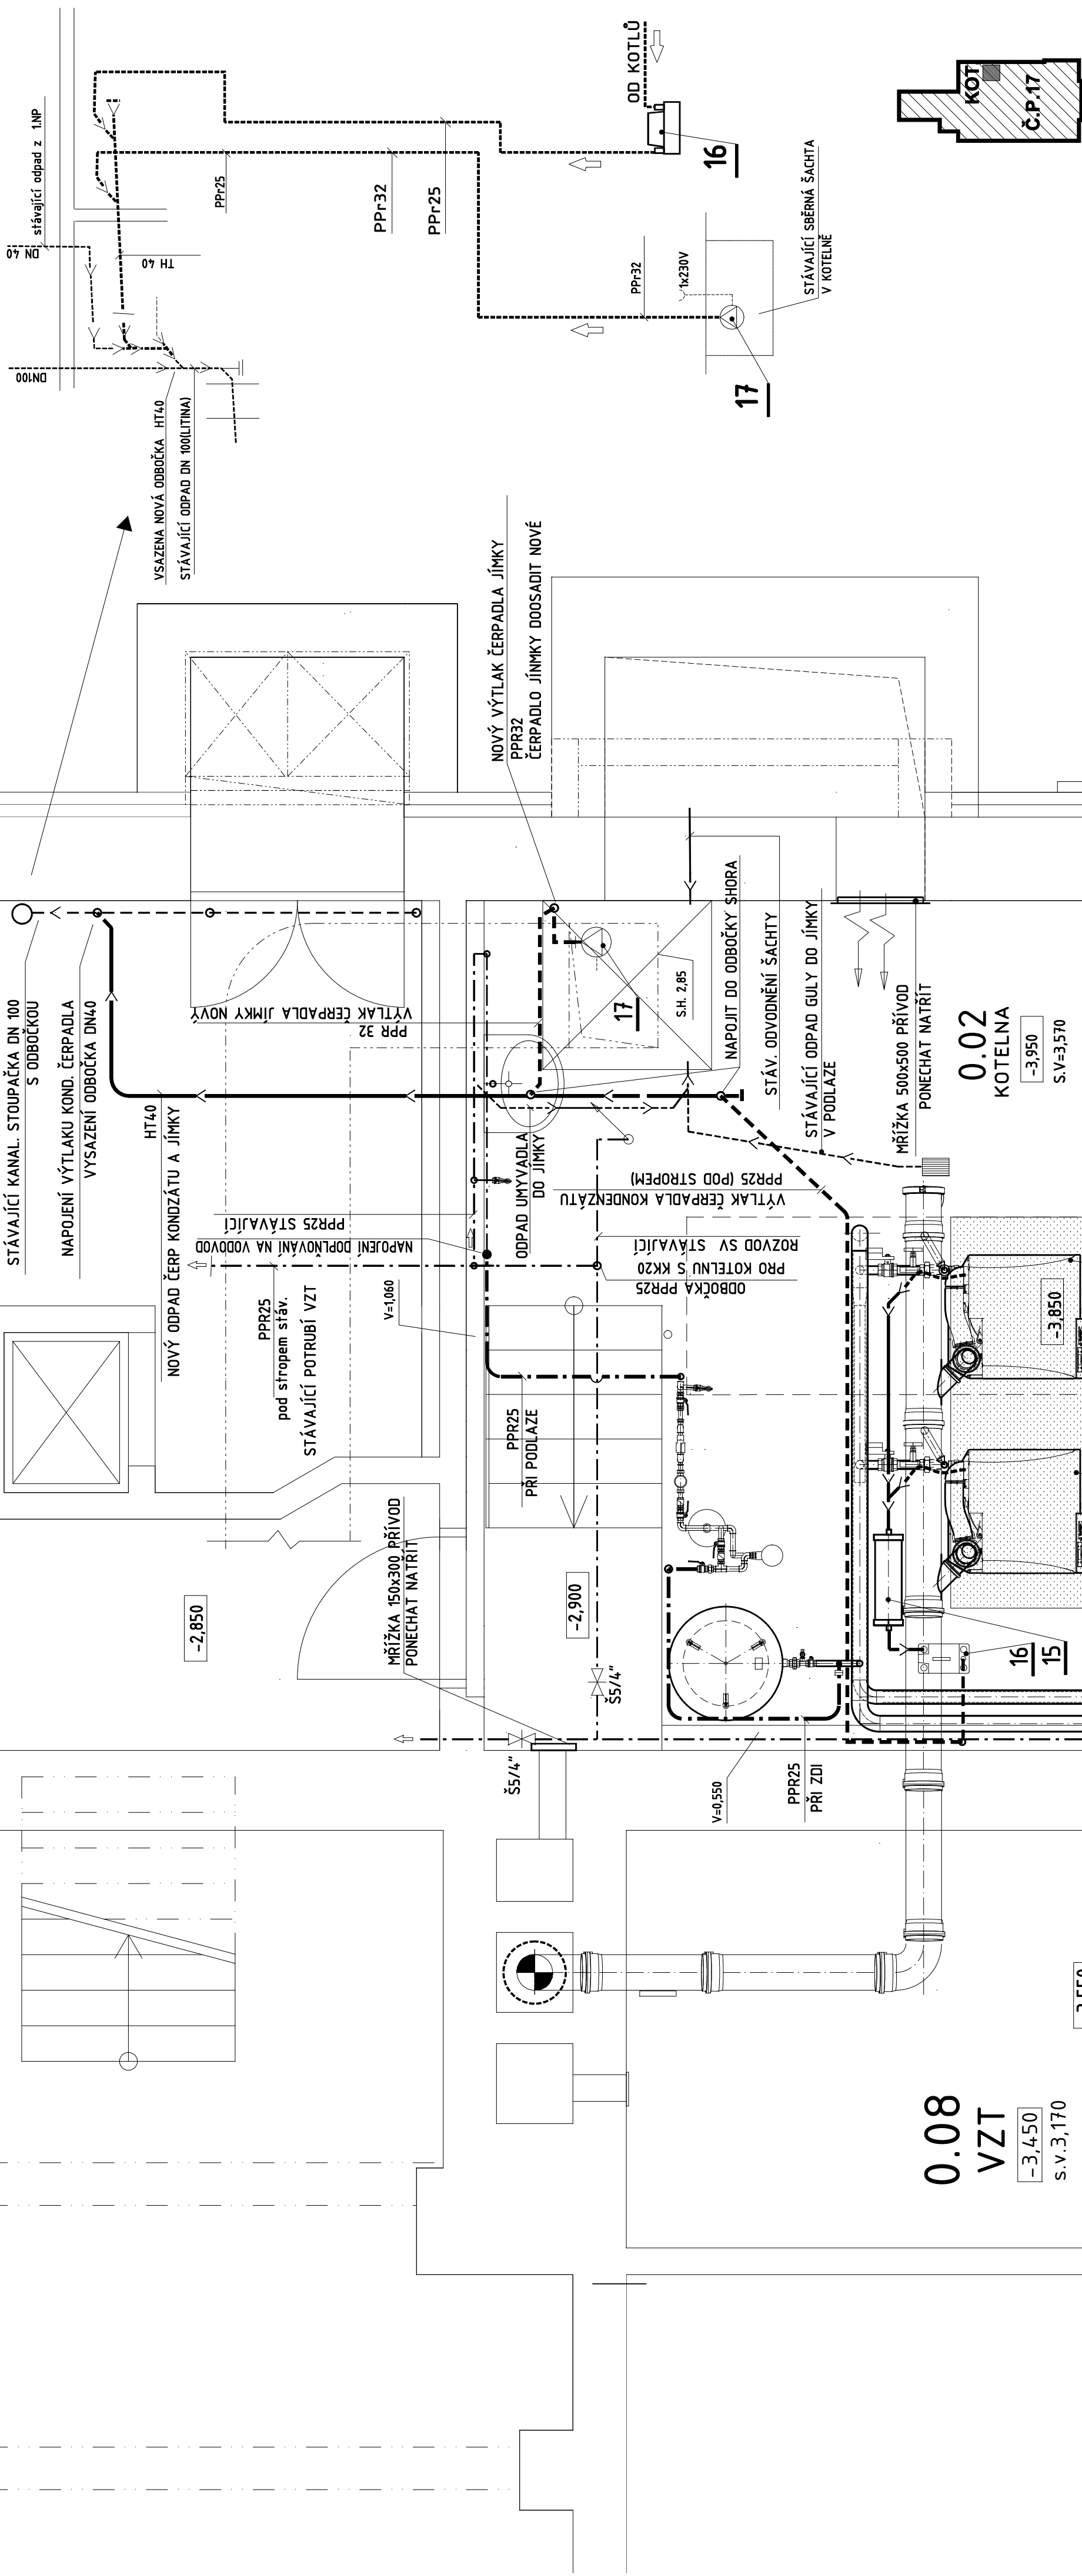 DN 40
stávající odpad z 1.NP
DN100
HT 40
VSAZENA NOVÁ ODBOČKA HT40
STÁVAJÍCÍ ODPAD DN 100(LITINA)
PPr25
PPr32
PPr25
OD KOTLŮ
16
PPr32
1x230V
17
STÁVAJÍCÍ SBĚRNÁ ŠACHTA
V KOTELNĚ
KOT
Č.P.17
STÁVAJÍCÍ KANAL. STOUPAČKA DN 100
S ODBOČKOU
NAPOJENÍ VÝTLAKU KOND. ČERPADLA
VYSAZENÍ ODBOČKA DN40
HT40
NOVÝ ODPAD ČERP KONDZÁTU A JÍMKY
PPR 32
VÝTLAK ČERPADLA JÍMKY NOVÝ
NOVÝ VÝTLAK ČERPADLA JÍMKY
PPR32
ČERPADLO JÍNMKY DOOSADIT NOVÉ
17
S.H. 2,85
NAPOJIT DO ODBOČKY SHORA
STÁV. ODVODNĚNÍ ŠACHTY
STÁVAJÍCÍ ODPAD GULY DO JÍMKY
V PODLAZE
MŘÍŽKA 500x500 PŘÍVOD
PONECHAT NATŘÍT
0.02
KOTELNA
-3,950
S.V=3,570
NAPOJENÍ DOPLNOVÁNÍ NA VODOVOD
PPR25 STÁVAJÍCÍ
ODPAD UMYVADLA
DO JÍMKY
VÝTLAK ČERPADLA KONDENZÁTU
PPR25 (POD STROPEM)
ODBOČKA PPR25
PRO KOTELNU S KK20
ROZVOD SV STÁVAJÍCÍ
PPR25
pod stropem stáv.
STÁVAJÍCÍ POTRUBÍ VZT
V=1,060
PPR25
PŘI PODLAZE
-2,850
MŘÍŽKA 150x300 PŘÍVOD
PONECHAT NATŘÍT
-2,900
Š5/4"
Š5/4"
V=0,550
PPR25
PŘI ZDI
-3,850
16
15
0.08
VZT
-3,450
s.v.3,170